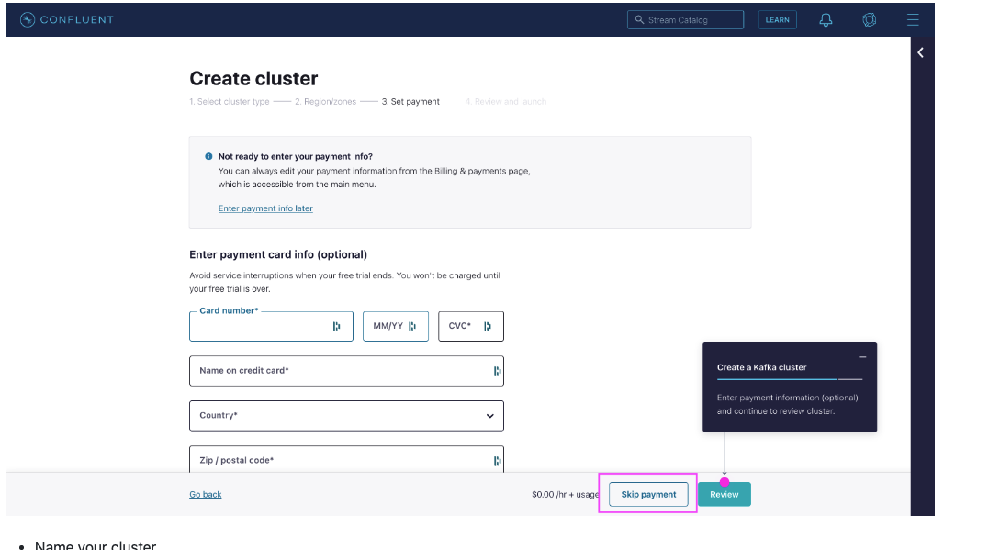 CONFLUENT
Stream Catalog
LEARN
Create cluster
1. Select cluster type 2. Region/zones 3. Set payment 4. Review and launch
Not ready to enter your payment info?
You can always edit your payment information from the Billing & payments page,
which is accessible from the main menu.
Enter payment info later
Enter payment card info (optional)
Avoid service interruptions when your free trial ends. You won't be charged until
your free trial is over.
Card number*
MM/YY
CVC*
Name on credit card*
Country*
Zip / postal code*
Create a Kafka cluster
Enter payment information (optional)
and continue to review cluster.
Go back
$0.00 /hr + usage
Skip payment
Review
• Name your cluster